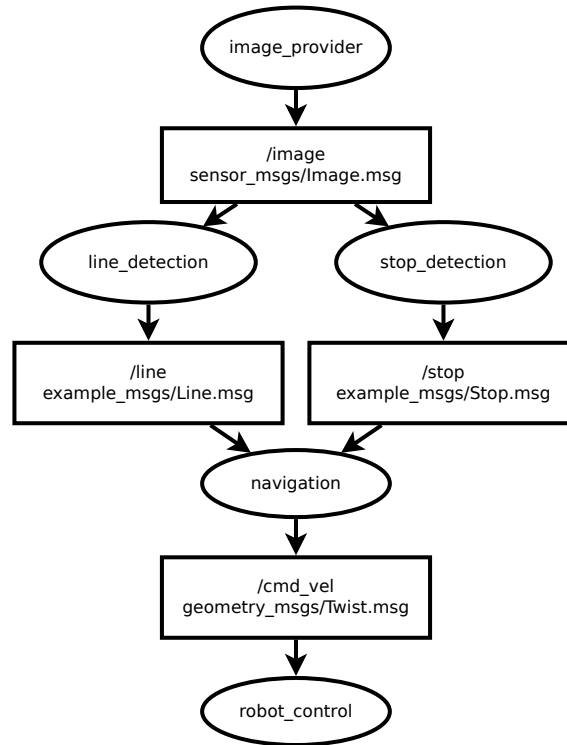 image_provider
/image
sensor_msgs/Image.msg
line_detection
stop_detection
/line
example_msgs/Line.msg
/stop
example_msgs/Stop.msg
navigation
/cmd_vel
geometry_msgs/Twist.msg
robot_control